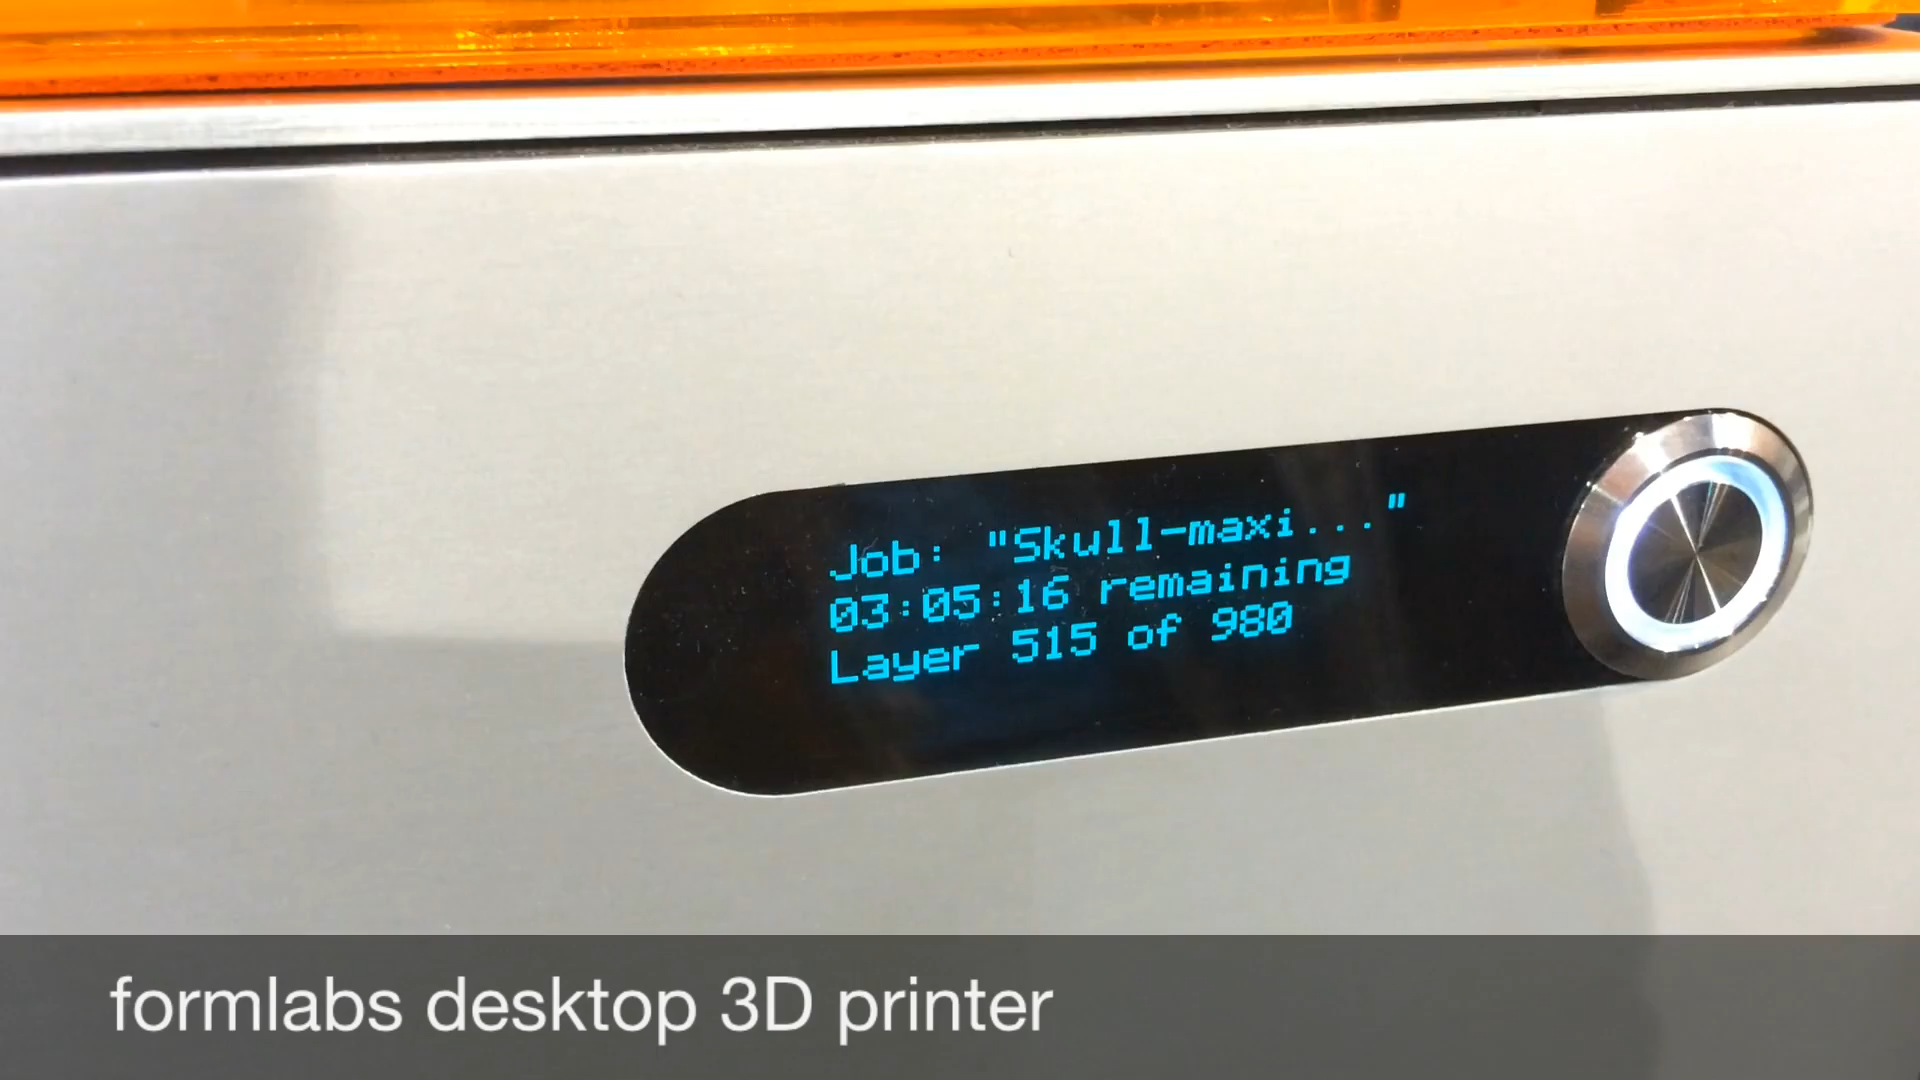 Job: "Skull-maxi..."
03:05:16 remaining
Layer 515 of 980
formlabs desktop 3D printer